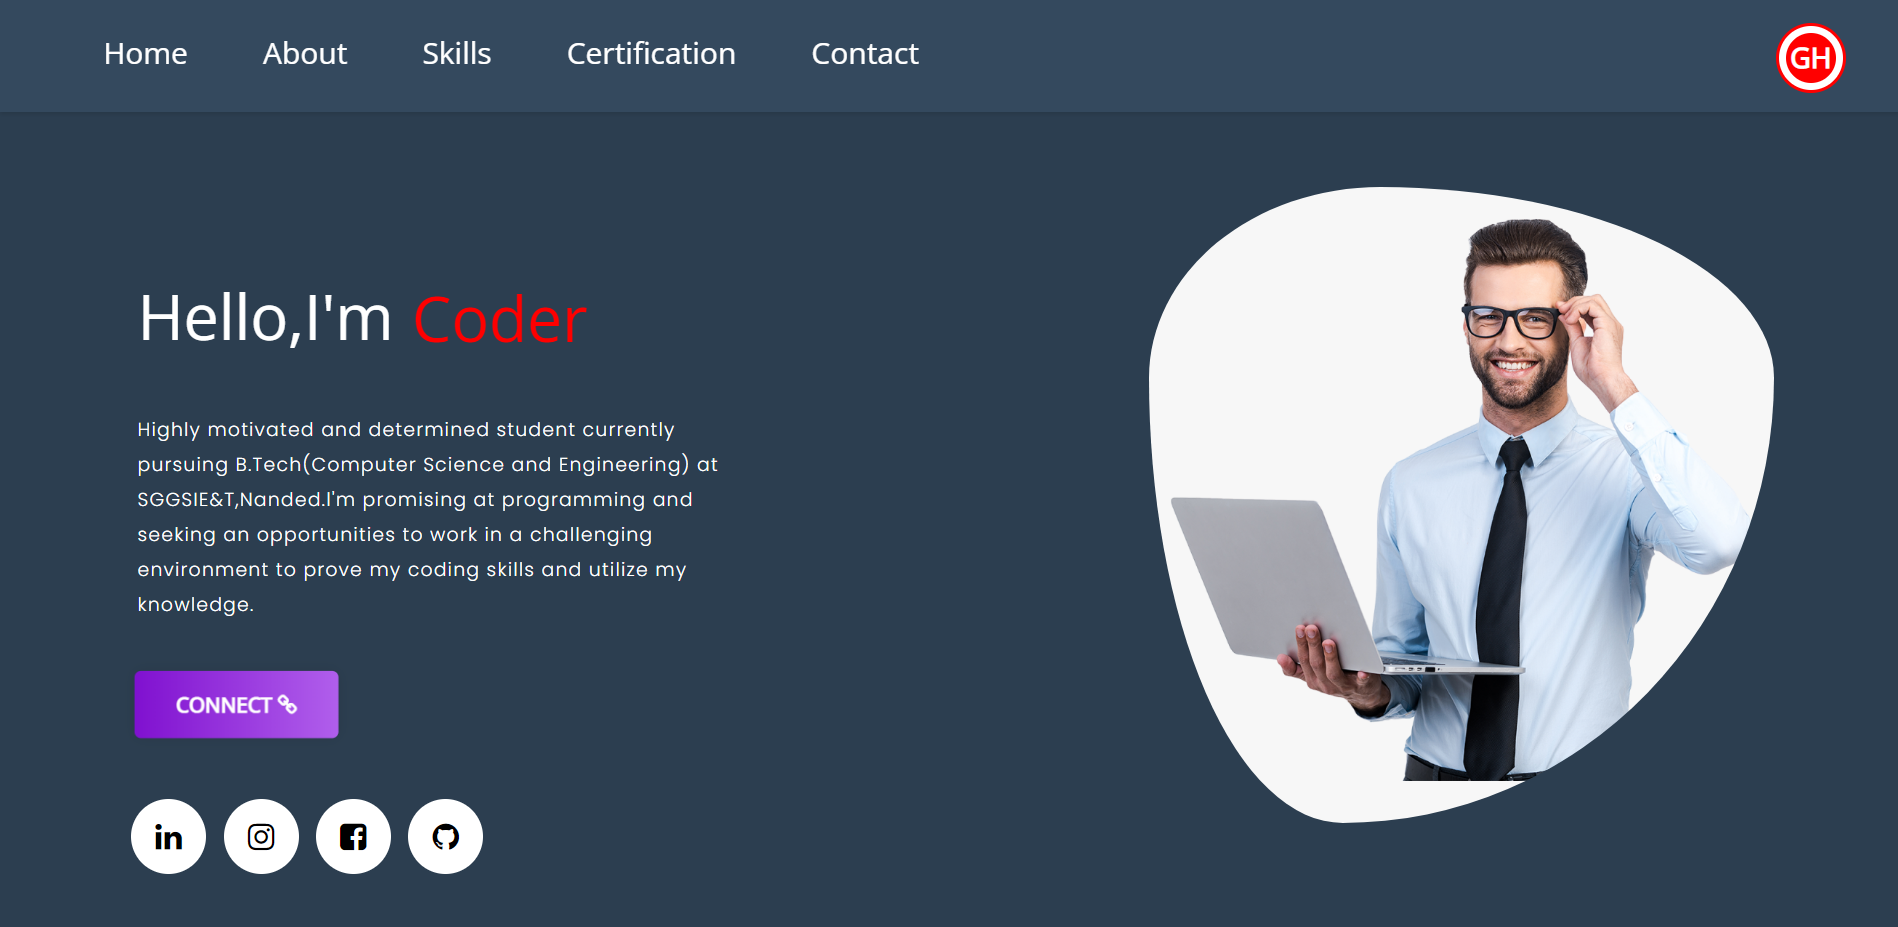 Home About Skills Certification Contact GH
Hello,I'm Coder
Highly motivated and determined student currently
pursuing B.Tech(Computer Science and Engineering) at
SGGSIE&T,Nanded.I'm promising at programming and
seeking an opportunities to work in a challenging
environment to prove my coding skills and utilize my
knowledge.
CONNECT
in